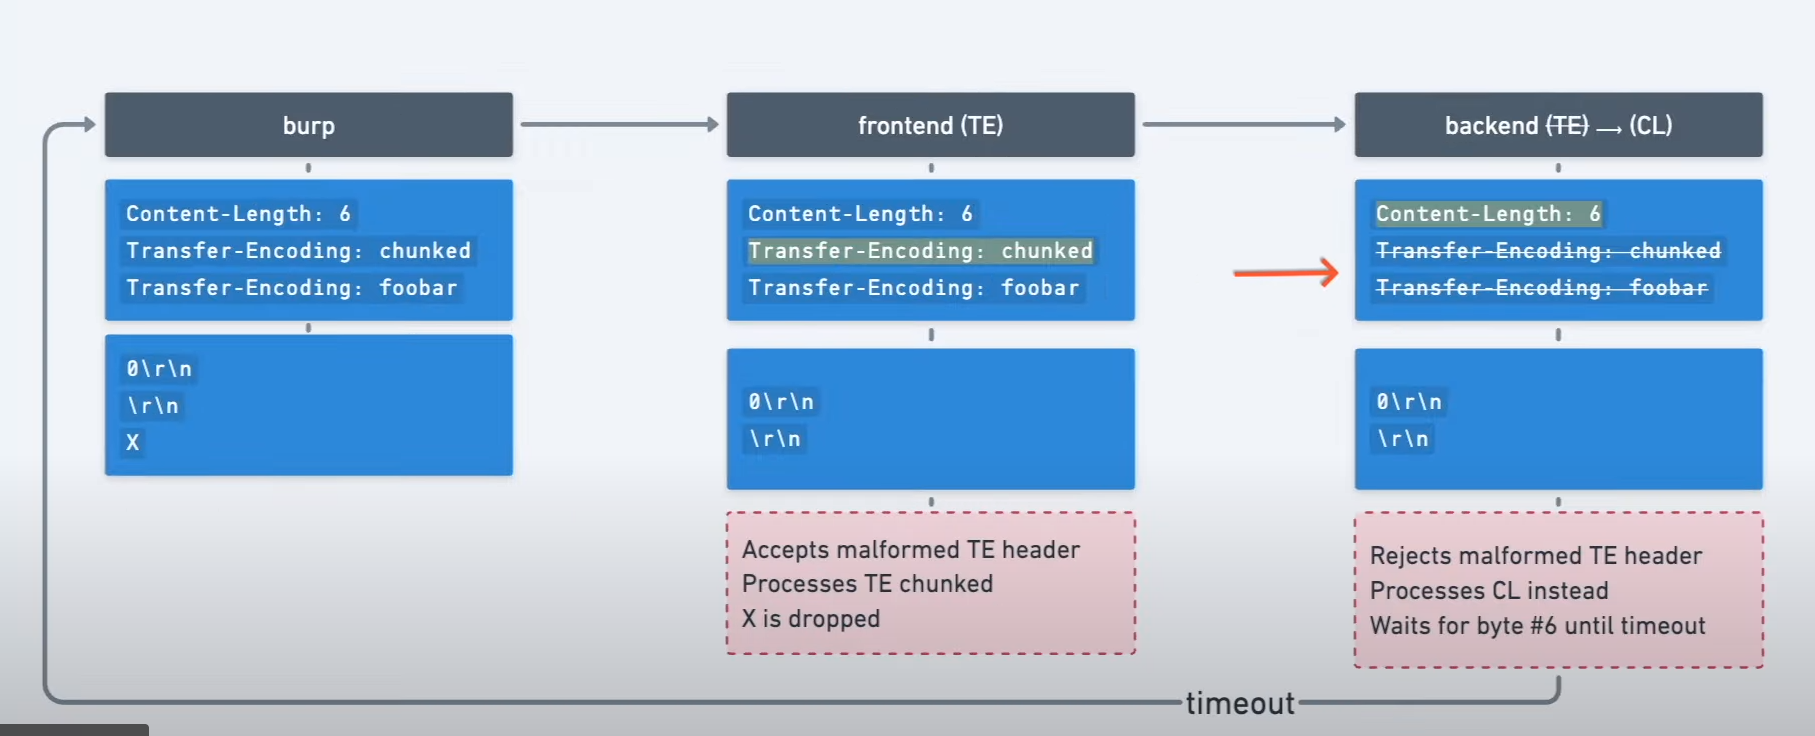 burp
Content-Length: 6
Transfer-Encoding: chunked
Transfer-Encoding: foobar
0\r\n
\r\n
X
frontend (TE)
Content-Length: 6
Transfer-Encoding: chunked
Transfer-Encoding: foobar
0\r\n
\r\n
Accepts malformed TE header
Processes TE chunked
X is dropped
backend (TE) → (CL)
Content-Length: 6
Transfer-Encoding: chunked
Transfer-Encoding: foobar
0\r\n
\r\n
Rejects malformed TE header
Processes CL instead
Waits for byte #6 until timeout
timeout